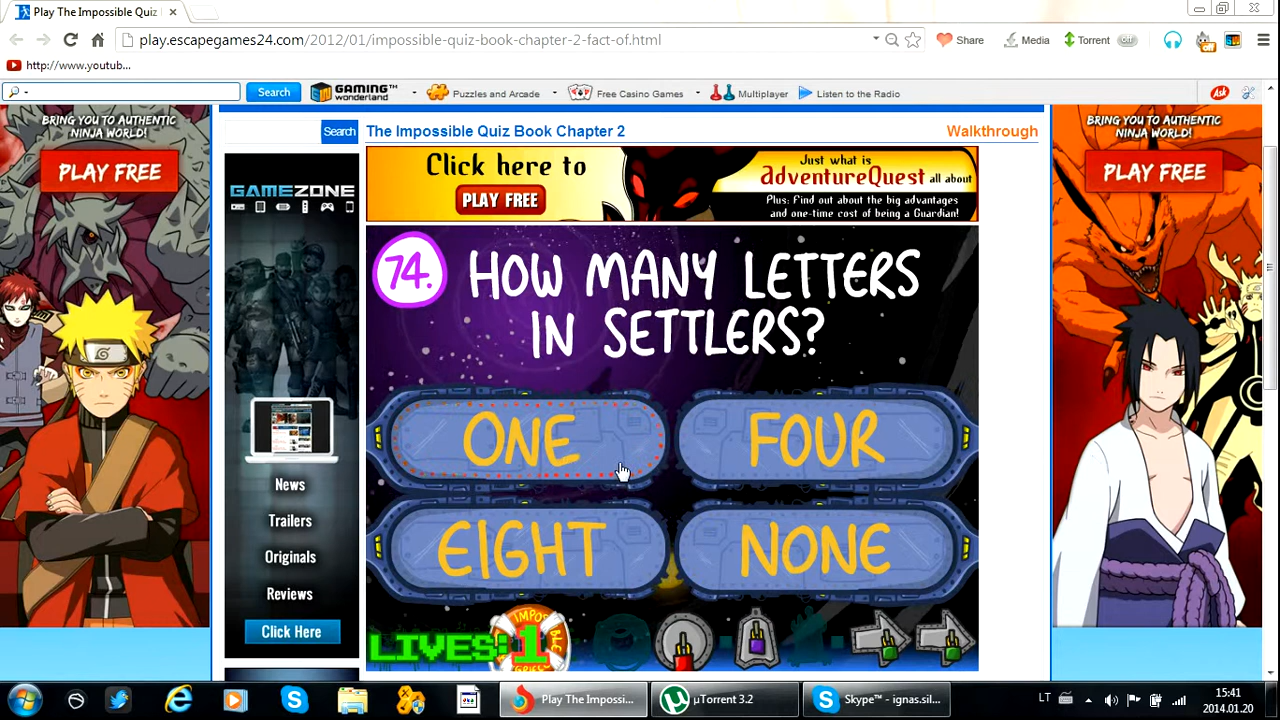 Play The Impossible Quiz
play.escapegames24.com/2012/01/impossible-quiz-book-chapter-2-fact-of.html
Share
Media
Torrent
off
off
http://www.youtub...
Search
GAMING™
wonderland
Puzzles and Arcade
Free Casino Games
Multiplayer
Listen to the Radio
Ask
BRING YOU TO AUTHENTIC
NINJA WORLD!
PLAY FREE
Search
The Impossible Quiz Book Chapter 2
Walkthrough
BRING YOU TO AUTHENTIC
NINJA WORLD!
PLAY FREE
Click here to
PLAY FREE
Just what is
AdventureQuest all about
Plus: Find out about the big advantages
and one-time cost of being a Guardian!
GAMEZONE
News
Trailers
Originals
Reviews
Click Here
74.
HOW MANY LETTERS
IN SETTLERS?
ONE
FOUR
EIGHT
NONE
LIVES: 1
Play The Impossi...
µTorrent 3.2
Skype™ - ignas.sil...
LT
15:41
2014.01.20